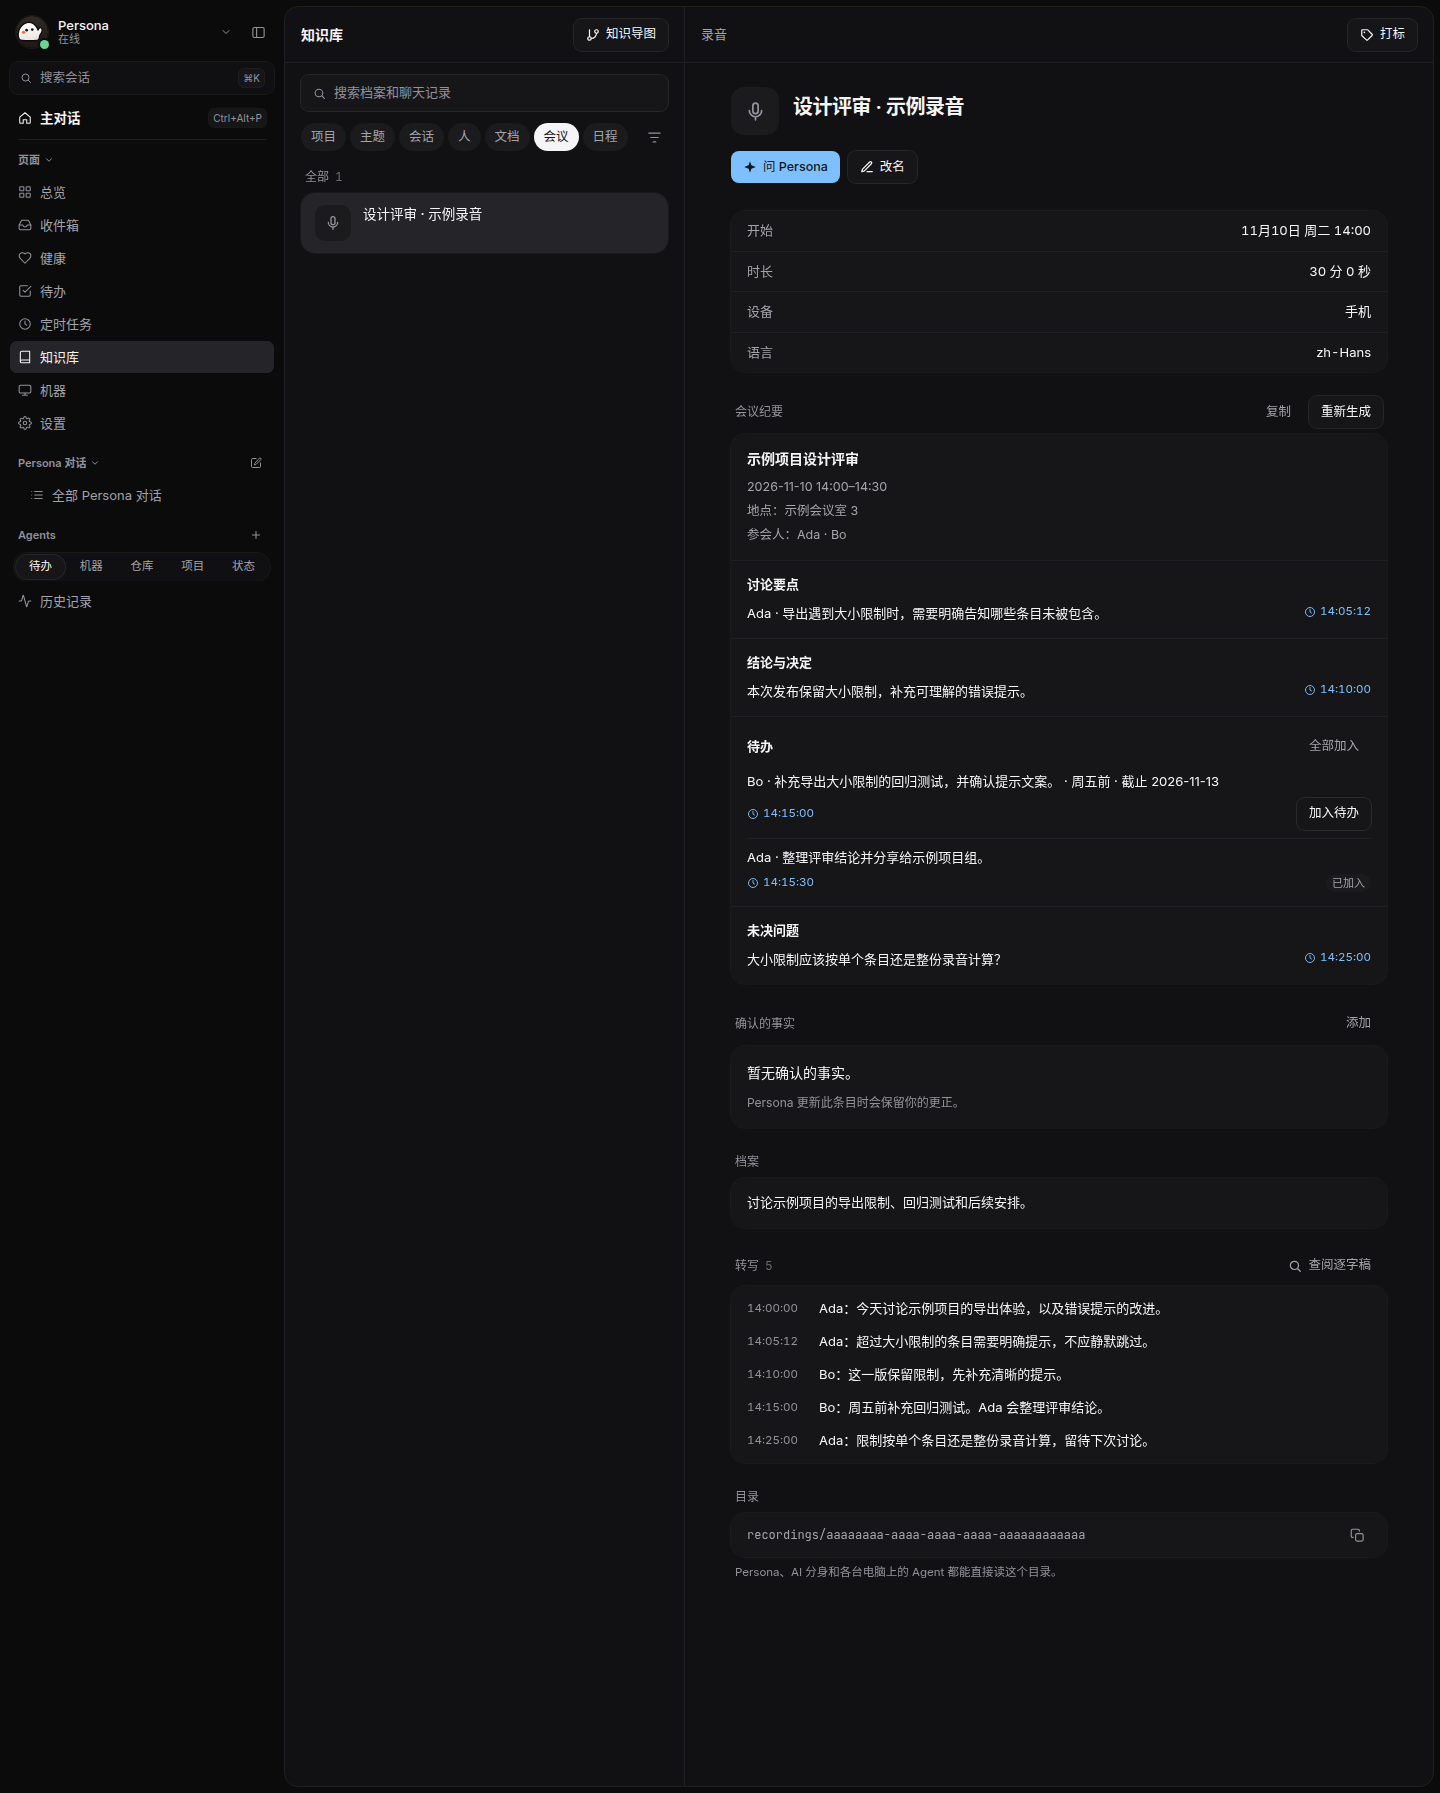 Persona
在线
搜索会话 ⌘K
主对话 Ctrl+Alt+P
页面
总览
收件箱
健康
待办
定时任务
知识库
机器
设置
Persona 对话
全部 Persona 对话
Agents
待办 机器 仓库 项目 状态
历史记录
知识库 知识导图
搜索档案和聊天记录
项目 主题 会话 人 文档 会议 日程
全部 1
设计评审 · 示例录音
录音 打标
设计评审 · 示例录音
问 Persona 改名
开始 11月10日 周二 14:00
时长 30 分 0 秒
设备 手机
语言 zh-Hans
会议纪要 复制 重新生成
示例项目设计评审
2026-11-10 14:00–14:30
地点：示例会议室 3
参会人：Ada · Bo
讨论要点
Ada · 导出遇到大小限制时，需要明确告知哪些条目未被包含。 14:05:12
结论与决定
本次发布保留大小限制，补充可理解的错误提示。 14:10:00
待办 全部加入
Bo · 补充导出大小限制的回归测试，并确认提示文案。 · 周五前 · 截止 2026-11-13
14:15:00 加入待办
Ada · 整理评审结论并分享给示例项目组。
14:15:30 已加入
未决问题
大小限制应该按单个条目还是整份录音计算？ 14:25:00
确认的事实 添加
暂无确认的事实。
Persona 更新此条目时会保留你的更正。
档案
讨论示例项目的导出限制、回归测试和后续安排。
转写 5 查阅逐字稿
14:00:00 Ada：今天讨论示例项目的导出体验，以及错误提示的改进。
14:05:12 Ada：超过大小限制的条目需要明确提示，不应静默跳过。
14:10:00 Bo：这一版保留限制，先补充清晰的提示。
14:15:00 Bo：周五前补充回归测试。Ada 会整理评审结论。
14:25:00 Ada：限制按单个条目还是整份录音计算，留待下次讨论。
目录
recordings/aaaaaaaa-aaaa-aaaa-aaaa-aaaaaaaaaaaa
Persona、AI 分身和各台电脑上的 Agent 都能直接读这个目录。